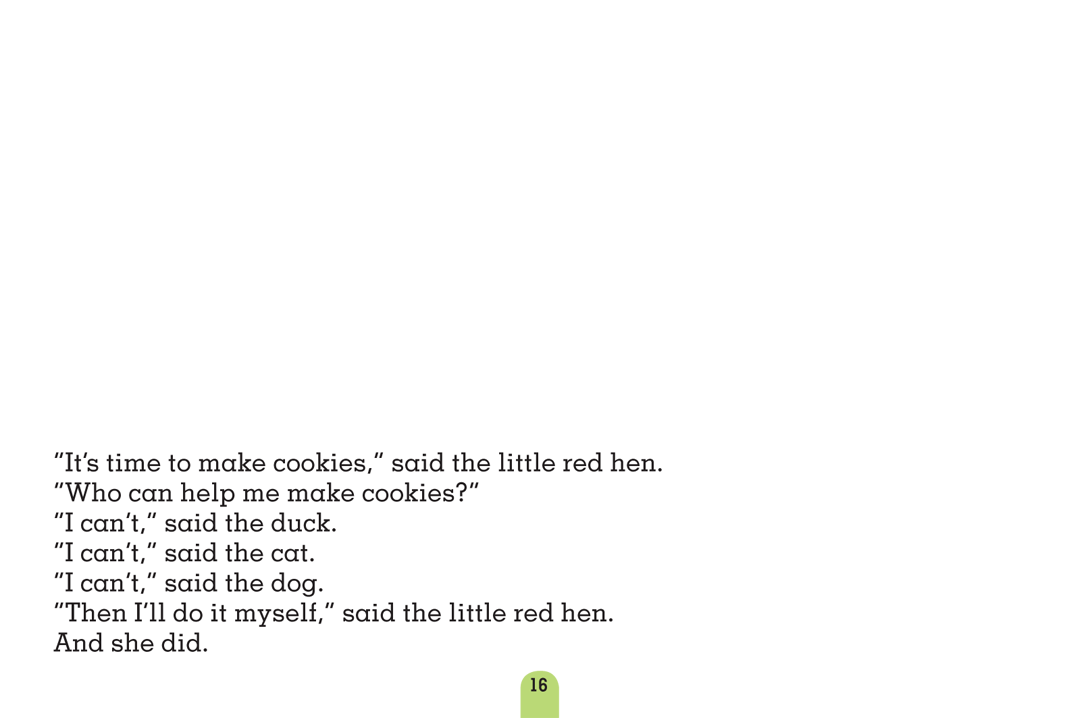 “It’s time to make cookies,” said the little red hen.
“Who can help me make cookies?”
“I can’t,” said the duck.
“I can’t,” said the cat.
“I can’t,” said the dog.
“Then I’ll do it myself,” said the little red hen.
And she did.
16